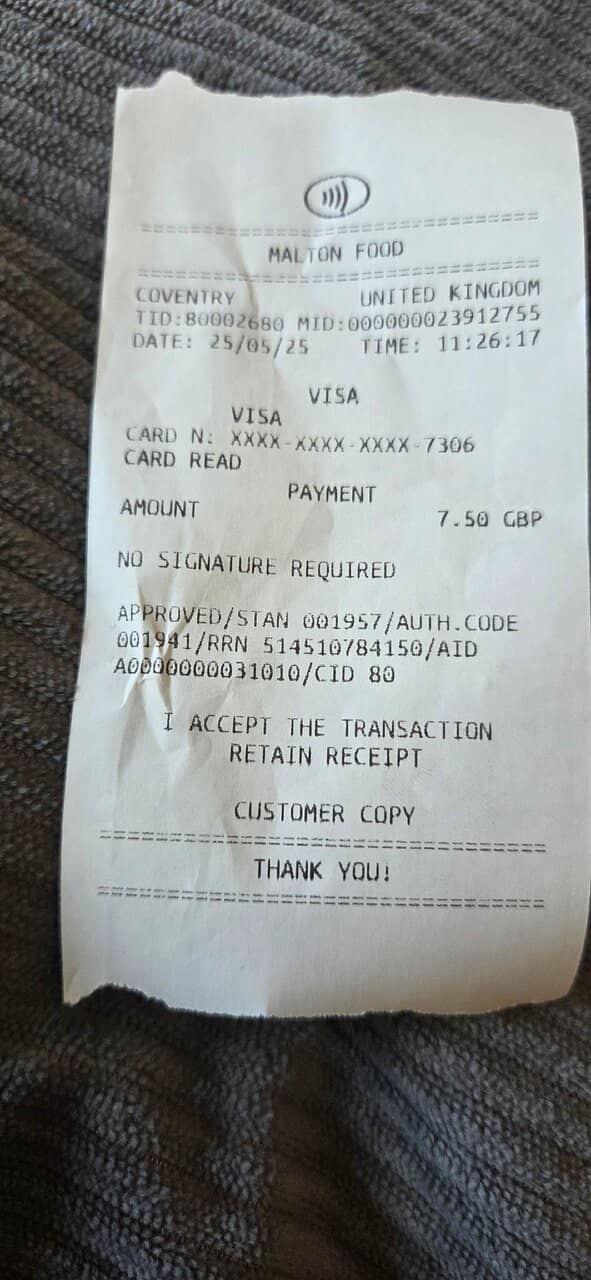 MALTON FOOD
COVENTRY UNITED KINGDOM
TID:80002680 MID:000000023912755
DATE: 25/05/25 TIME: 11:26:17
VISA
VISA
CARD N: XXXX-XXXX-XXXX-7306
CARD READ
PAYMENT
AMOUNT
7.50 GBP
NO SIGNATURE REQUIRED
APPROVED/STAN 001957/AUTH.CODE
001941/RRN 514510784150/AID
A0000000031010/CID 80
I ACCEPT THE TRANSACTION
RETAIN RECEIPT
CUSTOMER COPY
THANK YOU!